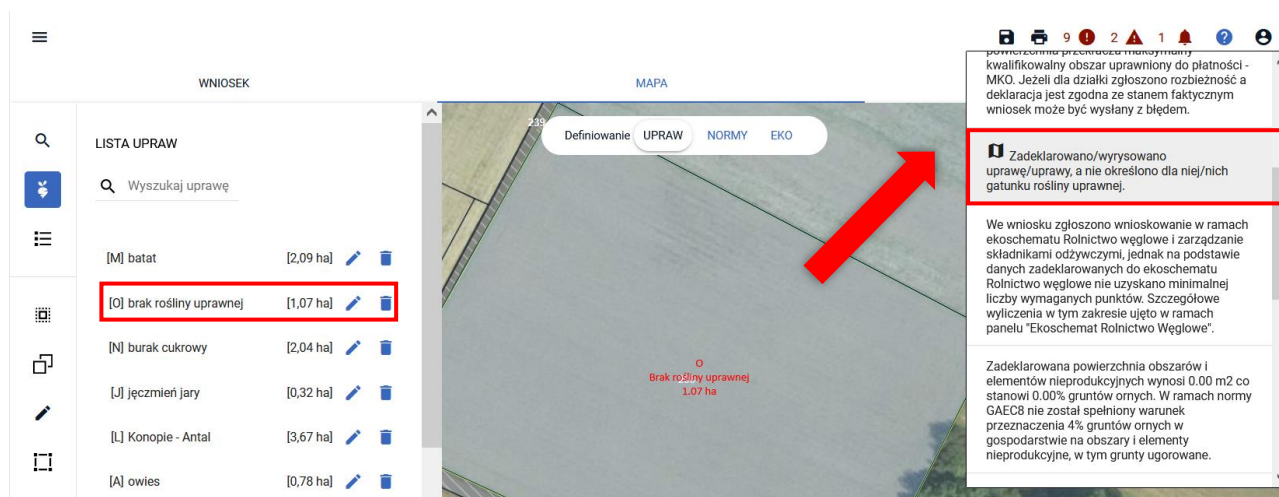 9 2 1
WNIOSEK
MAPA
LISTA UPRAW
Wyszukaj uprawę
[M] batat [2,09 ha]
[O] brak rośliny uprawnej [1,07 ha]
[N] burak cukrowy [2,04 ha]
[J] jęczmień jary [0,32 ha]
[L] Konopie - Antal [3,67 ha]
[A] owies [0,78 ha]
239
Definiowanie UPRAW NORMY EKO
O
Brak rośliny uprawnej
1.07 ha
powierzchnia przekracza maksymalny
kwalifikowalny obszar uprawniony do płatności -
MKO. Jeżeli dla działki zgłoszono rozbieżność a
deklaracja jest zgodna ze stanem faktycznym
wniosek może być wysłany z błędem.
Zadeklarowano/wyrysowano
uprawę/uprawy, a nie określono dla niej/nich
gatunku rośliny uprawnej.
We wniosku zgłoszono wnioskowanie w ramach
ekoschematu Rolnictwo węglowe i zarządzanie
składnikami odżywczymi, jednak na podstawie
danych zadeklarowanych do ekoschematu
Rolnictwo węglowe nie uzyskano minimalnej
liczby wymaganych punktów. Szczegółowe
wyliczenia w tym zakresie ujęto w ramach
panelu "Ekoschemat Rolnictwo Węglowe".
Zadeklarowana powierzchnia obszarów i
elementów nieprodukcyjnych wynosi 0.00 m2 co
stanowi 0.00% gruntów ornych. W ramach normy
GAEC8 nie został spełniony warunek
przeznaczenia 4% gruntów ornych w
gospodarstwie na obszary i elementy
nieprodukcyjne, w tym grunty ugorowane.